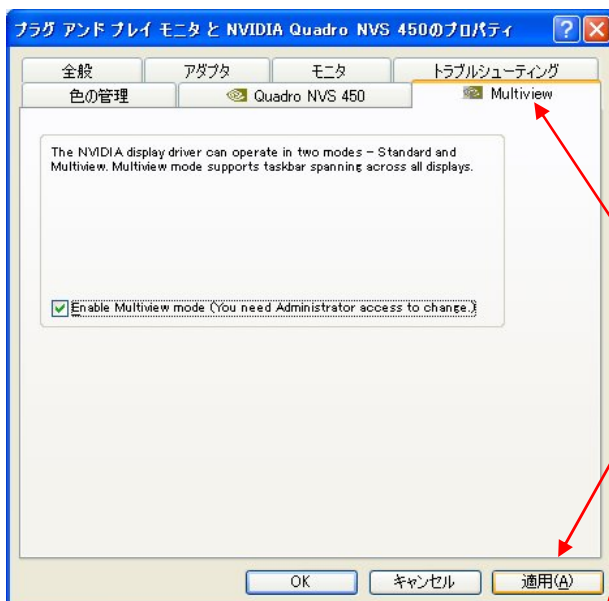 プラグ アンド プレイ モニタ と NVIDIA Quadro NVS 450のプロパティ
全般 アダプタ モニタ トラブルシューティング
色の管理 Quadro NVS 450 Multiview
The NVIDIA display driver can operate in two modes - Standard and
Multiview. Multiview mode supports taskbar spanning across all displays.
Enable Multiview mode (You need Administrator access to change.)
OK キャンセル 適用(A)